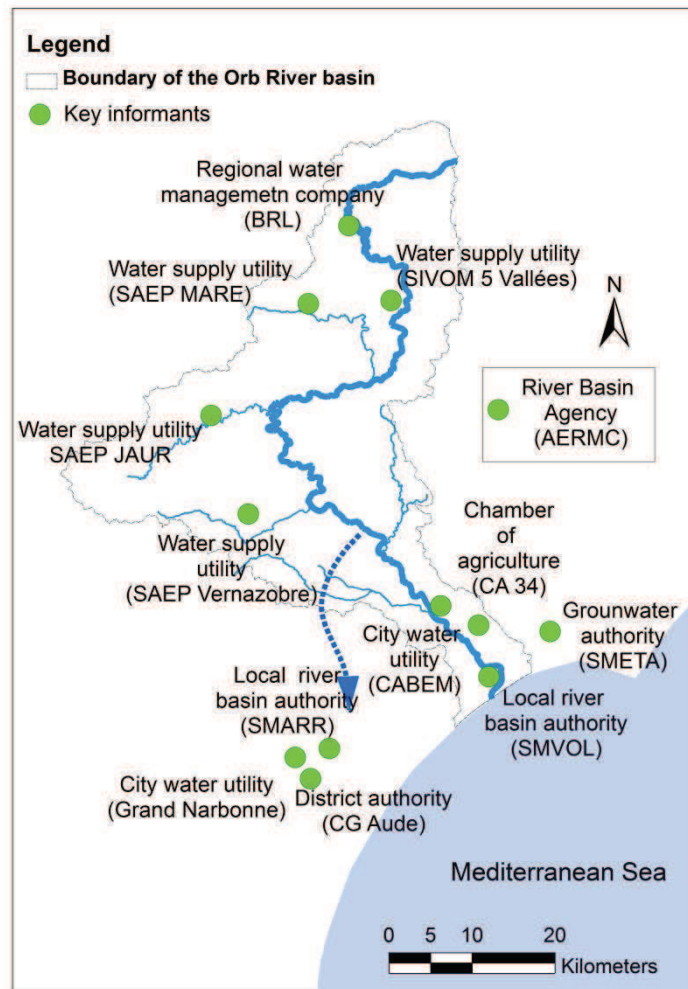 Legend
Boundary of the Orb River basin
Key informants
Regional water
managemetn company
(BRL)
Water supply utility
(SIVOM 5 Vallées)
Water supply utility
(SAEP MARE)
N
River Basin
Agency
(AERMC)
Water supply utility
SAEP JAUR
Chamber
of
agriculture
(CA 34)
Water supply
utility
(SAEP Vernazobre)
Grounwater
authority
(SMETA)
City water
utility
(CABEM)
Local river
basin authority
(SMARR)
Local river
basin authority
(SMVOL)
City water utility
(Grand Narbonne)
District authority
(CG Aude)
Mediterranean Sea
0 5 10 20
Kilometers